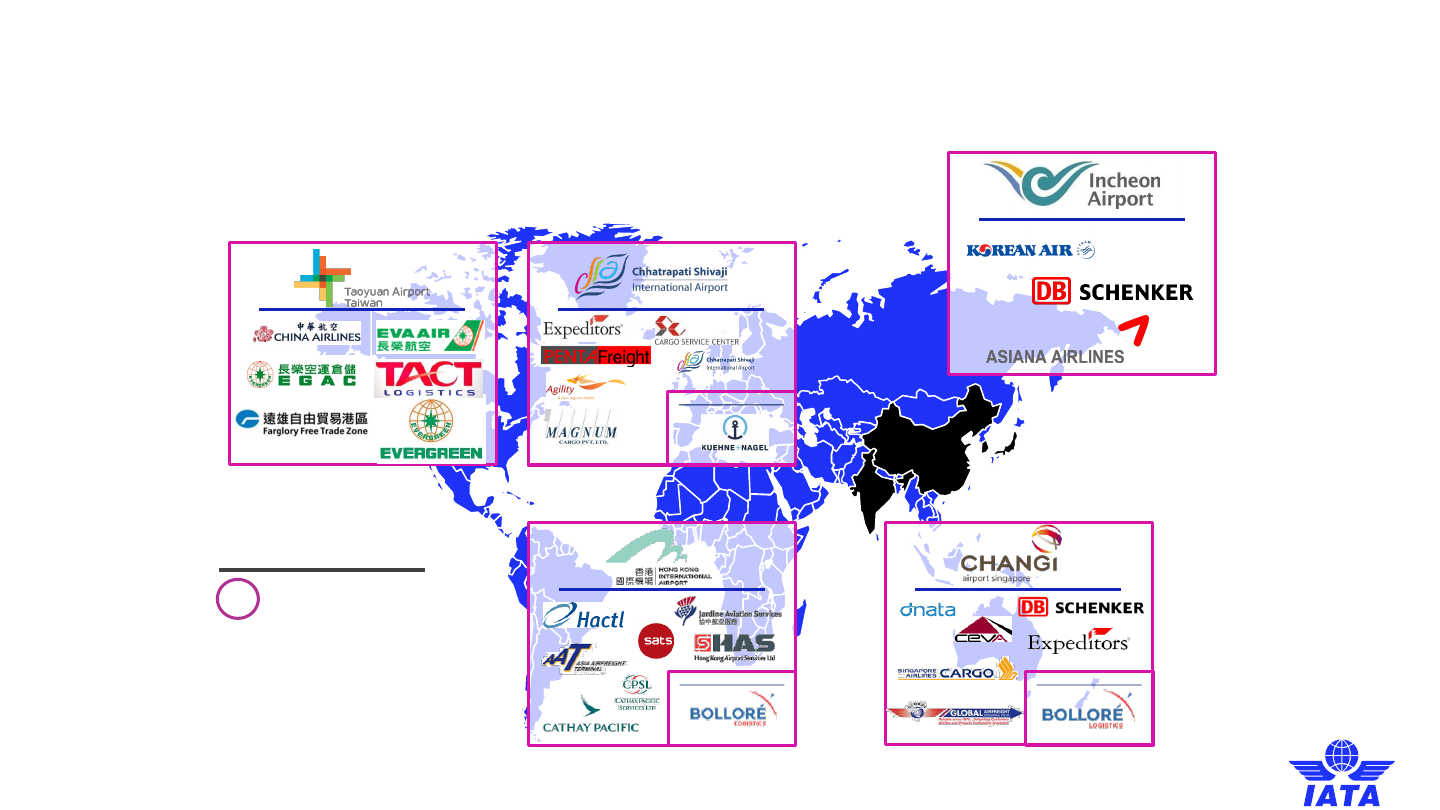 Incheon
Airport
KOREAN AIR
DB SCHENKER
ASIANA AIRLINES
Taoyuan Airport
Taiwan
中華航空
CHINA AIRLINES
EVA AIR
長榮航空
長榮空運倉儲
EGAC
TACT
LOGISTICS
遠雄自由貿易港區
Farglory Free Trade Zone
EVERGREEN
EVERGREEN
Chhatrapati Shivaji
International Airport
Expeditors
CARGO SERVICE CENTER
PENTA Freight
Chhatrapati Shivaji
International Airport
Agility
MAGNUM
CARGO PVT. LTD.
KUEHNE+NAGEL
香港
國際機場
HONG KONG
INTERNATIONAL
AIRPORT
Hactl
Jardine Aviation Services
怡中航空服務
sats
SHAS
Hong Kong Airport Services Ltd
AAT
ASIA AIRFREIGHT
TERMINAL
CPSL
CATHAY PACIFIC
SERVICES LTD
CATHAY PACIFIC
BOLLORÉ
LOGISTICS
CHANGI
airport singapore
dnata
DB SCHENKER
CEVA
Expeditors
SINGAPORE
AIRLINES
CARGO
GLOBAL AIRFREIGHT
BOLLORÉ
LOGISTICS
IATA